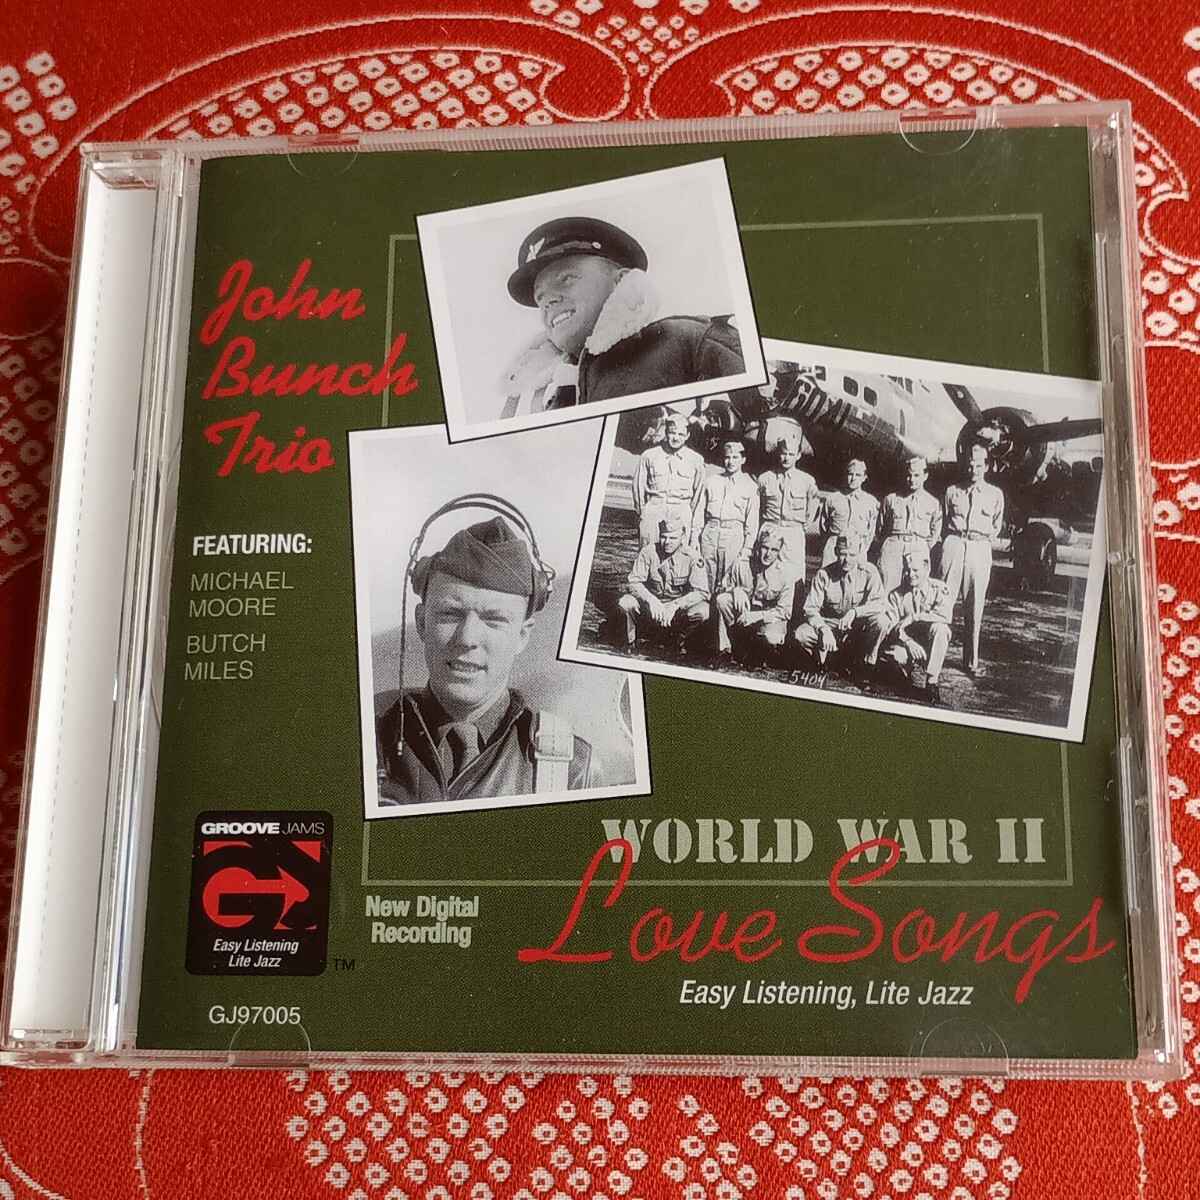 John
Bunch
Trio
FEATURING:
MICHAEL
MOORE
BUTCH
MILES
5404
WORLD WAR II
Love Songs
Easy Listening, Lite Jazz
New Digital
Recording
GROOVE JAMS
Easy Listening
Lite Jazz
TM
GJ97005